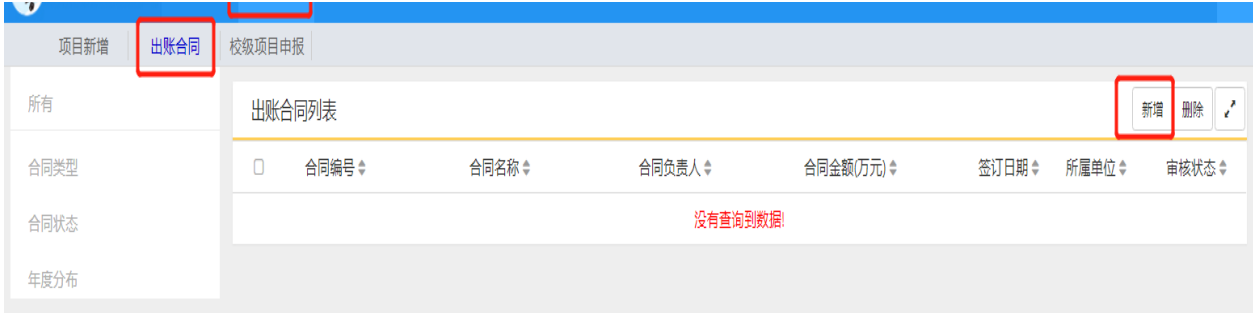 项目新增 出账合同 校级项目申报
所有
合同类型
合同状态
年度分布
出账合同列表 新增 删除
合同编号 合同名称 合同负责人 合同金额(万元) 签订日期 所属单位 审核状态
没有查询到数据!